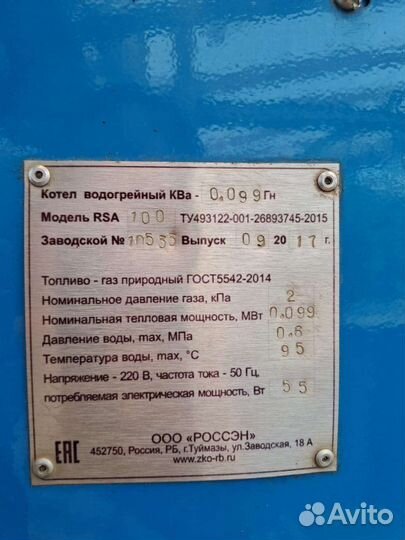 Котел водогрейный КВа - 0.099 Гн
Модель RSA 100 ТУ493122-001-26893745-2015
Заводской № 10535 Выпуск 09 2017 г.
Топливо - газ природный ГОСТ5542-2014
Номинальное давление газа, кПа 2
Номинальная тепловая мощность, МВт 0.099
Давление воды, max, МПа 0.6
Температура воды, max, °С 95
Напряжение - 220 В, частота тока - 50 Гц,
потребляемая электрическая мощность, Вт 55
ООО «РОССЭН»
ЕАС 452750, Россия, РБ, г.Туймазы, ул.Заводская, 18 А
www.zko-rb.ru
Avito